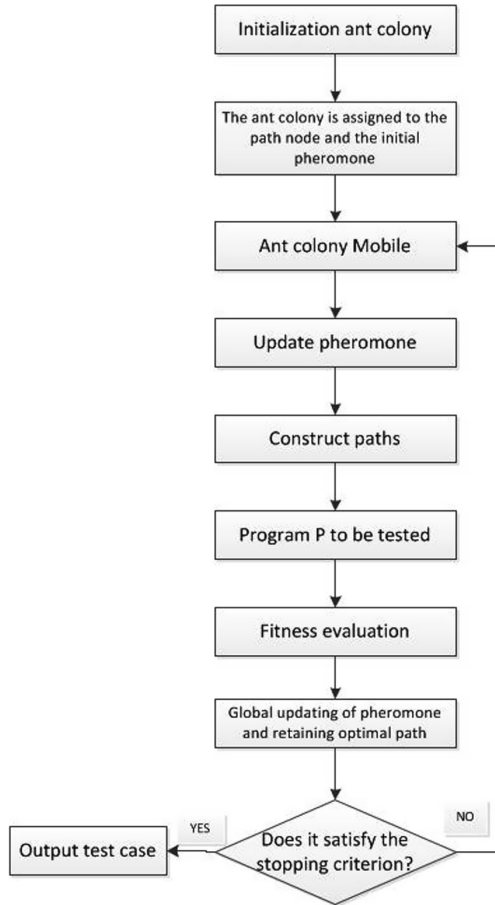 Initialization ant colony
The ant colony is assigned to the
path node and the initial
pheromone
Ant colony Mobile
Update pheromone
Construct paths
Program P to be tested
Fitness evaluation
Global updating of pheromone
and retaining optimal path
Does it satisfy the
stopping criterion?
YES
NO
Output test case